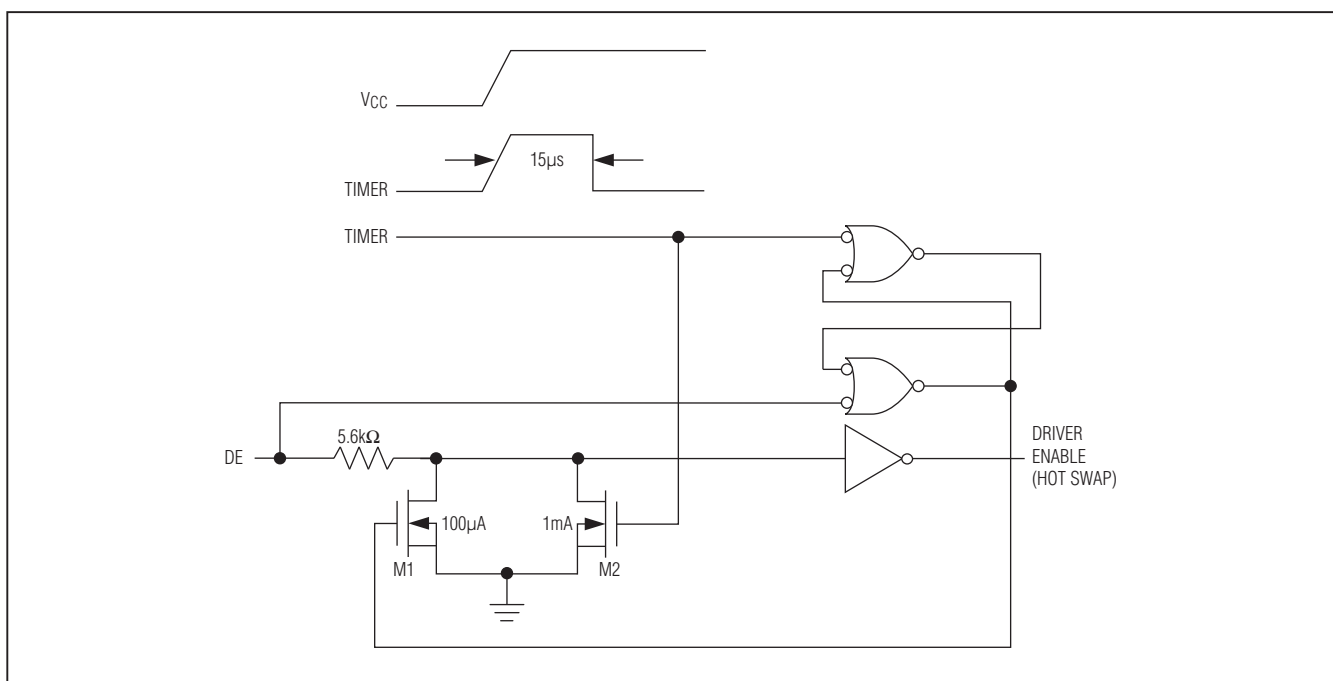 VCC
15µs
TIMER
TIMER
5.6kΩ
DE
DRIVER
ENABLE
(HOT SWAP)
100µA
1mA
M1
M2